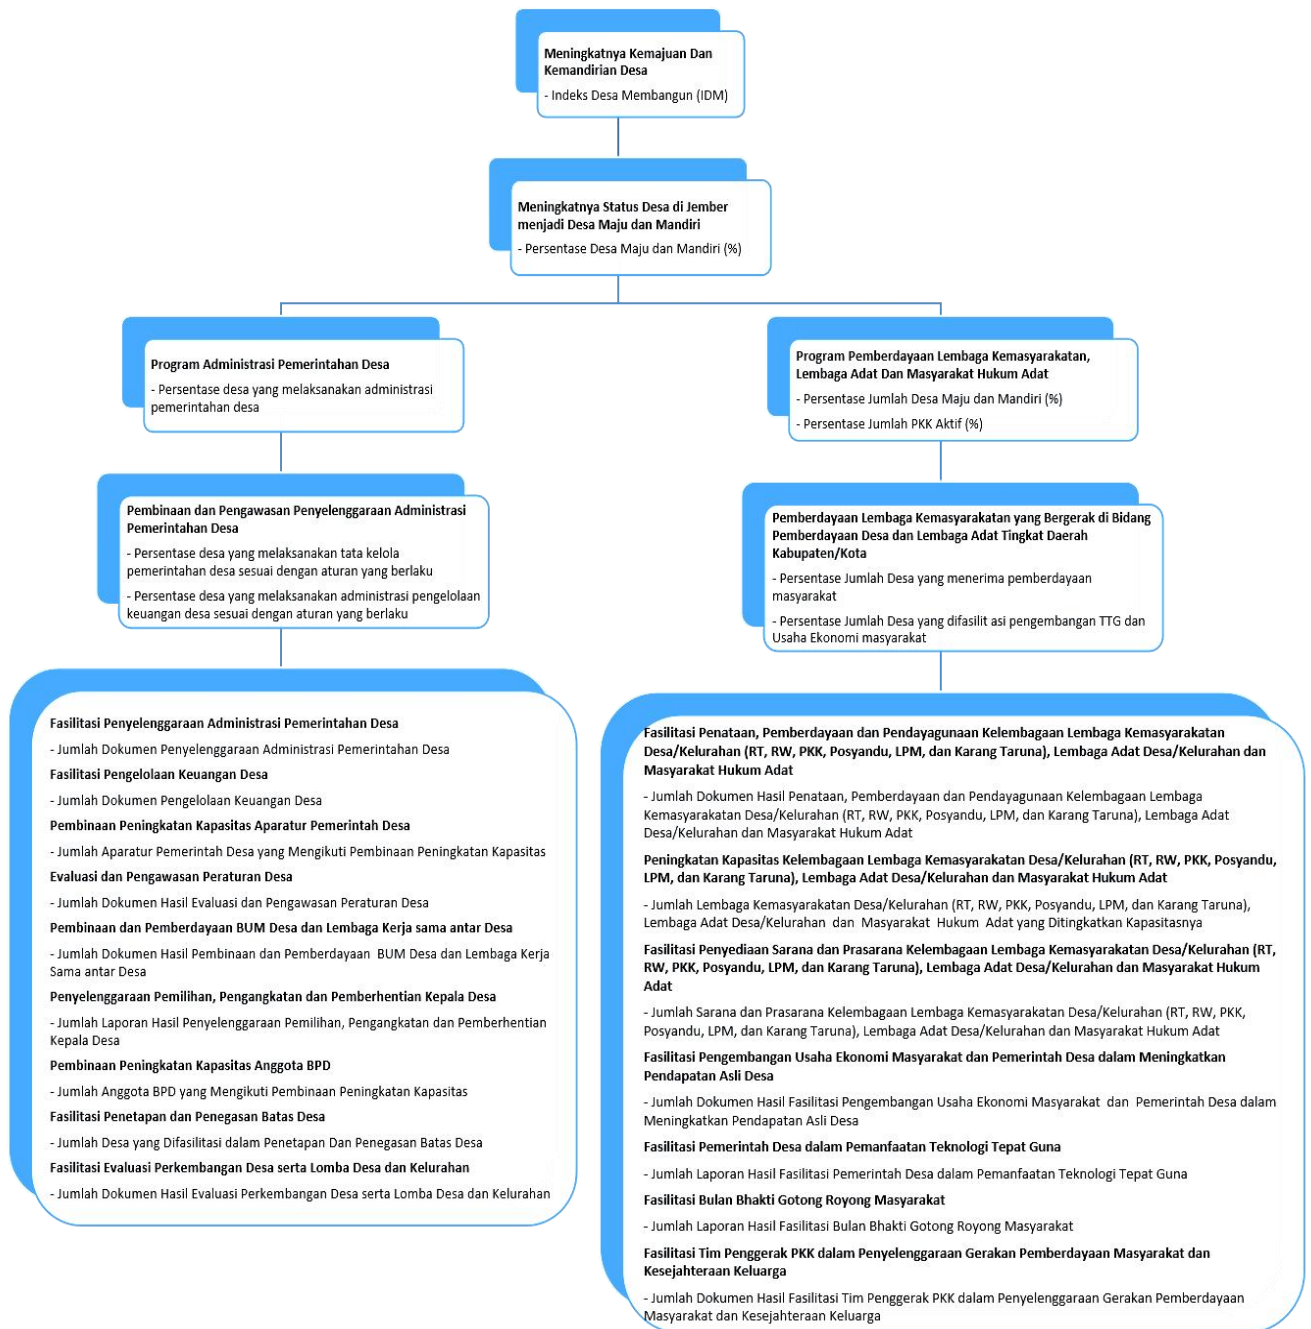 Meningkatnya Kemajuan Dan
Kemandirian Desa
- Indeks Desa Membangun (IDM)
Meningkatnya Status Desa di Jember
menjadi Desa Maju dan Mandiri
- Persentase Desa Maju dan Mandiri (%)
Program Administrasi Pemerintahan Desa
- Persentase desa yang melaksanakan administrasi
pemerintahan desa
Pembinaan dan Pengawasan Penyelenggaraan Administrasi
Pemerintahan Desa
- Persentase desa yang melaksanakan tata kelola
pemerintahan desa sesuai dengan aturan yang berlaku
- Persentase desa yang melaksanakan administrasi pengelolaan
keuangan desa sesuai dengan aturan yang berlaku
Fasilitasi Penyelenggaraan Administrasi Pemerintahan Desa
- Jumlah Dokumen Penyelenggaraan Administrasi Pemerintahan Desa
Fasilitasi Pengelolaan Keuangan Desa
- Jumlah Dokumen Pengelolaan Keuangan Desa
Pembinaan Peningkatan Kapasitas Aparatur Pemerintah Desa
- Jumlah Aparatur Pemerintah Desa yang Mengikuti Pembinaan Peningkatan Kapasitas
Evaluasi dan Pengawasan Peraturan Desa
- Jumlah Dokumen Hasil Evaluasi dan Pengawasan Peraturan Desa
Pembinaan dan Pemberdayaan BUM Desa dan Lembaga Kerja sama antar Desa
- Jumlah Dokumen Hasil Pembinaan dan Pemberdayaan BUM Desa dan Lembaga Kerja
Sama antar Desa
Penyelenggaraan Pemilihan, Pengangkatan dan Pemberhentian Kepala Desa
- Jumlah Laporan Hasil Penyelenggaraan Pemilihan, Pengangkatan dan Pemberhentian
Kepala Desa
Pembinaan Peningkatan Kapasitas Anggota BPD
- Jumlah Anggota BPD yang Mengikuti Pembinaan Peningkatan Kapasitas
Fasilitasi Penetapan dan Penegasan Batas Desa
- Jumlah Desa yang Difasilitasi dalam Penetapan Dan Penegasan Batas Desa
Fasilitasi Evaluasi Perkembangan Desa serta Lomba Desa dan Kelurahan
- Jumlah Dokumen Hasil Evaluasi Perkembangan Desa serta Lomba Desa dan Kelurahan
Program Pemberdayaan Lembaga Kemasyarakatan,
Lembaga Adat Dan Masyarakat Hukum Adat
- Persentase Jumlah Desa Maju dan Mandiri (%)
- Persentase Jumlah PKK Aktif (%)
Pemberdayaan Lembaga Kemasyarakatan yang Bergerak di Bidang
Pemberdayaan Desa dan Lembaga Adat Tingkat Daerah
Kabupaten/Kota
- Persentase Jumlah Desa yang menerima pemberdayaan
masyarakat
- Persentase Jumlah Desa yang difasilit asi pengembangan TTG dan
Usaha Ekonomi masyarakat
Fasilitasi Penataan, Pemberdayaan dan Pendayagunaan Kelembagaan Lembaga Kemasyarakatan
Desa/Kelurahan (RT, RW, PKK, Posyandu, LPM, dan Karang Taruna), Lembaga Adat Desa/Kelurahan dan
Masyarakat Hukum Adat
- Jumlah Dokumen Hasil Penataan, Pemberdayaan dan Pendayagunaan Kelembagaan Lembaga
Kemasyarakatan Desa/Kelurahan (RT, RW, PKK, Posyandu, LPM, dan Karang Taruna), Lembaga Adat
Desa/Kelurahan dan Masyarakat Hukum Adat
Peningkatan Kapasitas Kelembagaan Lembaga Kemasyarakatan Desa/Kelurahan (RT, RW, PKK, Posyandu,
LPM, dan Karang Taruna), Lembaga Adat Desa/Kelurahan dan Masyarakat Hukum Adat
- Jumlah Lembaga Kemasyarakatan Desa/Kelurahan (RT, RW, PKK, Posyandu, LPM, dan Karang Taruna),
Lembaga Adat Desa/Kelurahan dan Masyarakat Hukum Adat yang Ditingkatkan Kapasitasnya
Fasilitasi Penyediaan Sarana dan Prasarana Kelembagaan Lembaga Kemasyarakatan Desa/Kelurahan (RT,
RW, PKK, Posyandu, LPM, dan Karang Taruna), Lembaga Adat Desa/Kelurahan dan Masyarakat Hukum
Adat
- Jumlah Sarana dan Prasarana Kelembagaan Lembaga Kemasyarakatan Desa/Kelurahan (RT, RW, PKK,
Posyandu, LPM, dan Karang Taruna), Lembaga Adat Desa/Kelurahan dan Masyarakat Hukum Adat
Fasilitasi Pengembangan Usaha Ekonomi Masyarakat dan Pemerintah Desa dalam Meningkatkan
Pendapatan Asli Desa
- Jumlah Dokumen Hasil Fasilitasi Pengembangan Usaha Ekonomi Masyarakat dan Pemerintah Desa dalam
Meningkatkan Pendapatan Asli Desa
Fasilitasi Pemerintah Desa dalam Pemanfaatan Teknologi Tepat Guna
- Jumlah Laporan Hasil Fasilitasi Pemerintah Desa dalam Pemanfaatan Teknologi Tepat Guna
Fasilitasi Bulan Bhakti Gotong Royong Masyarakat
- Jumlah Laporan Hasil Fasilitasi Bulan Bhakti Gotong Royong Masyarakat
Fasilitasi Tim Penggerak PKK dalam Penyelenggaraan Gerakan Pemberdayaan Masyarakat dan
Kesejahteraan Keluarga
- Jumlah Dokumen Hasil Fasilitasi Tim Penggerak PKK dalam Penyelenggaraan Gerakan Pemberdayaan
Masyarakat dan Kesejahteraan Keluarga